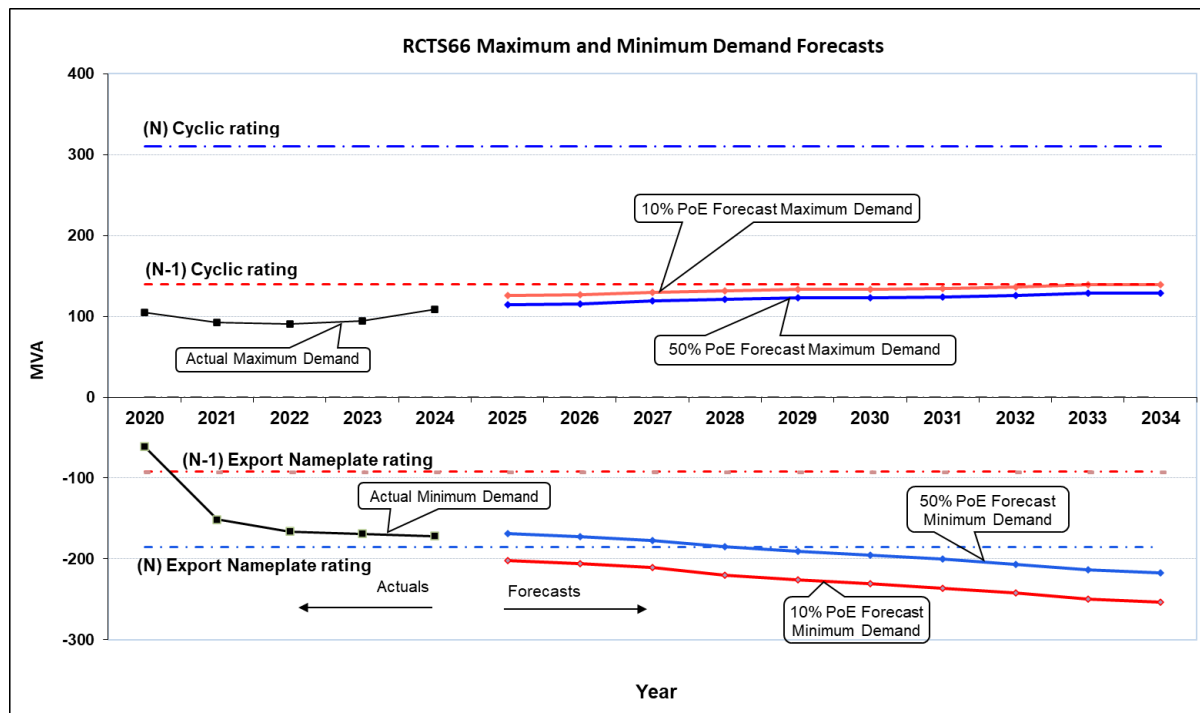 RCTS66 Maximum and Minimum Demand Forecasts
400
(N) Cyclic rating
300
10% PoE Forecast Maximum Demand
200
(N-1) Cyclic rating
100
Actual Maximum Demand
50% PoE Forecast Maximum Demand
MVA
0
2020 2021 2022 2023 2024 2025 2026 2027 2028 2029 2030 2031 2032 2033 2034
(N-1) Export Nameplate rating
-100
Actual Minimum Demand
50% PoE Forecast
Minimum Demand
-200
(N) Export Nameplate rating
Actuals
Forecasts
10% PoE Forecast
Minimum Demand
-300
Year